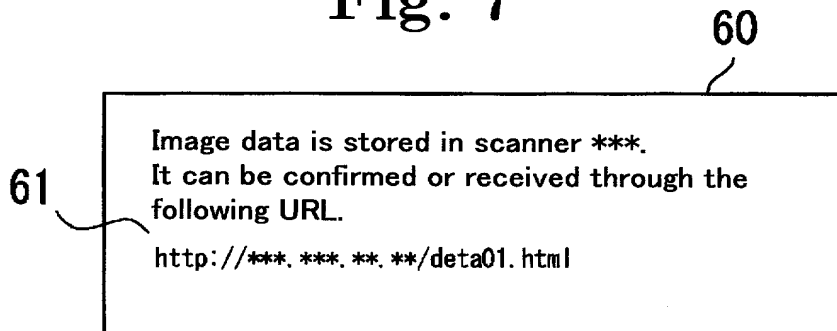 Fig. 7
60
Image data is stored in scanner ***.
It can be confirmed or received through the
following URL.
61
http://***.***.**.**/deta01.html